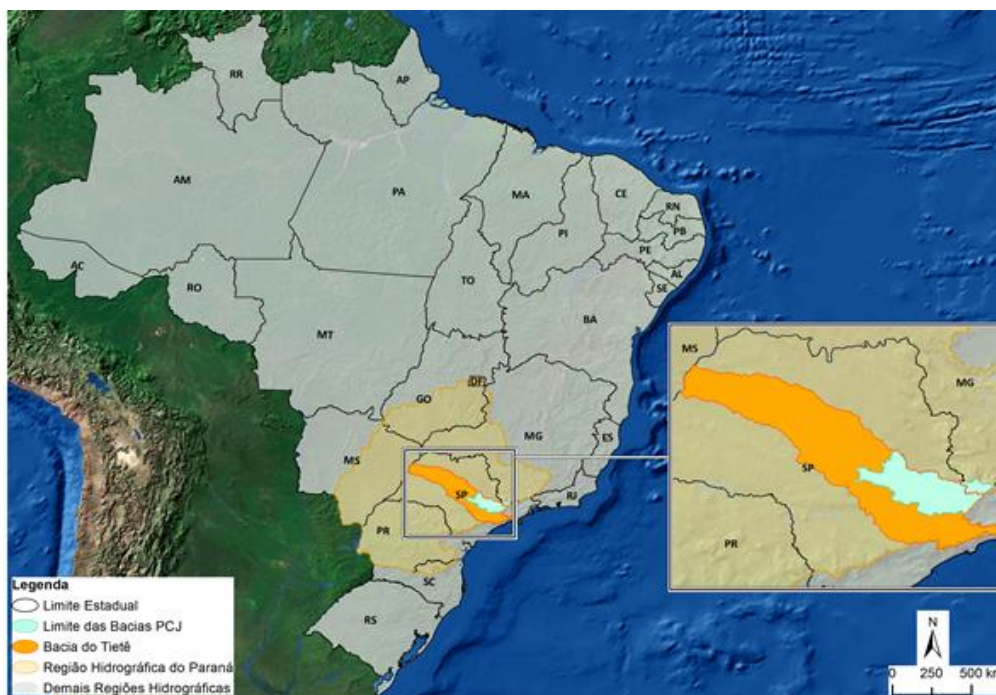 RR
AP
AM
PA
MA
CE
RN
PB
PI
PE
AL
SE
AC
RO
TO
BA
MT
DF
GO
MG
ES
MS
SP
RJ
PR
SC
RS
MS
MG
SP
PR
Legenda
Limite Estadual
Limite das Bacias PCJ
Bacia do Tietê
Região Hidrográfica do Paraná
Demais Regiões Hidrográficas
N
0 250 500 km